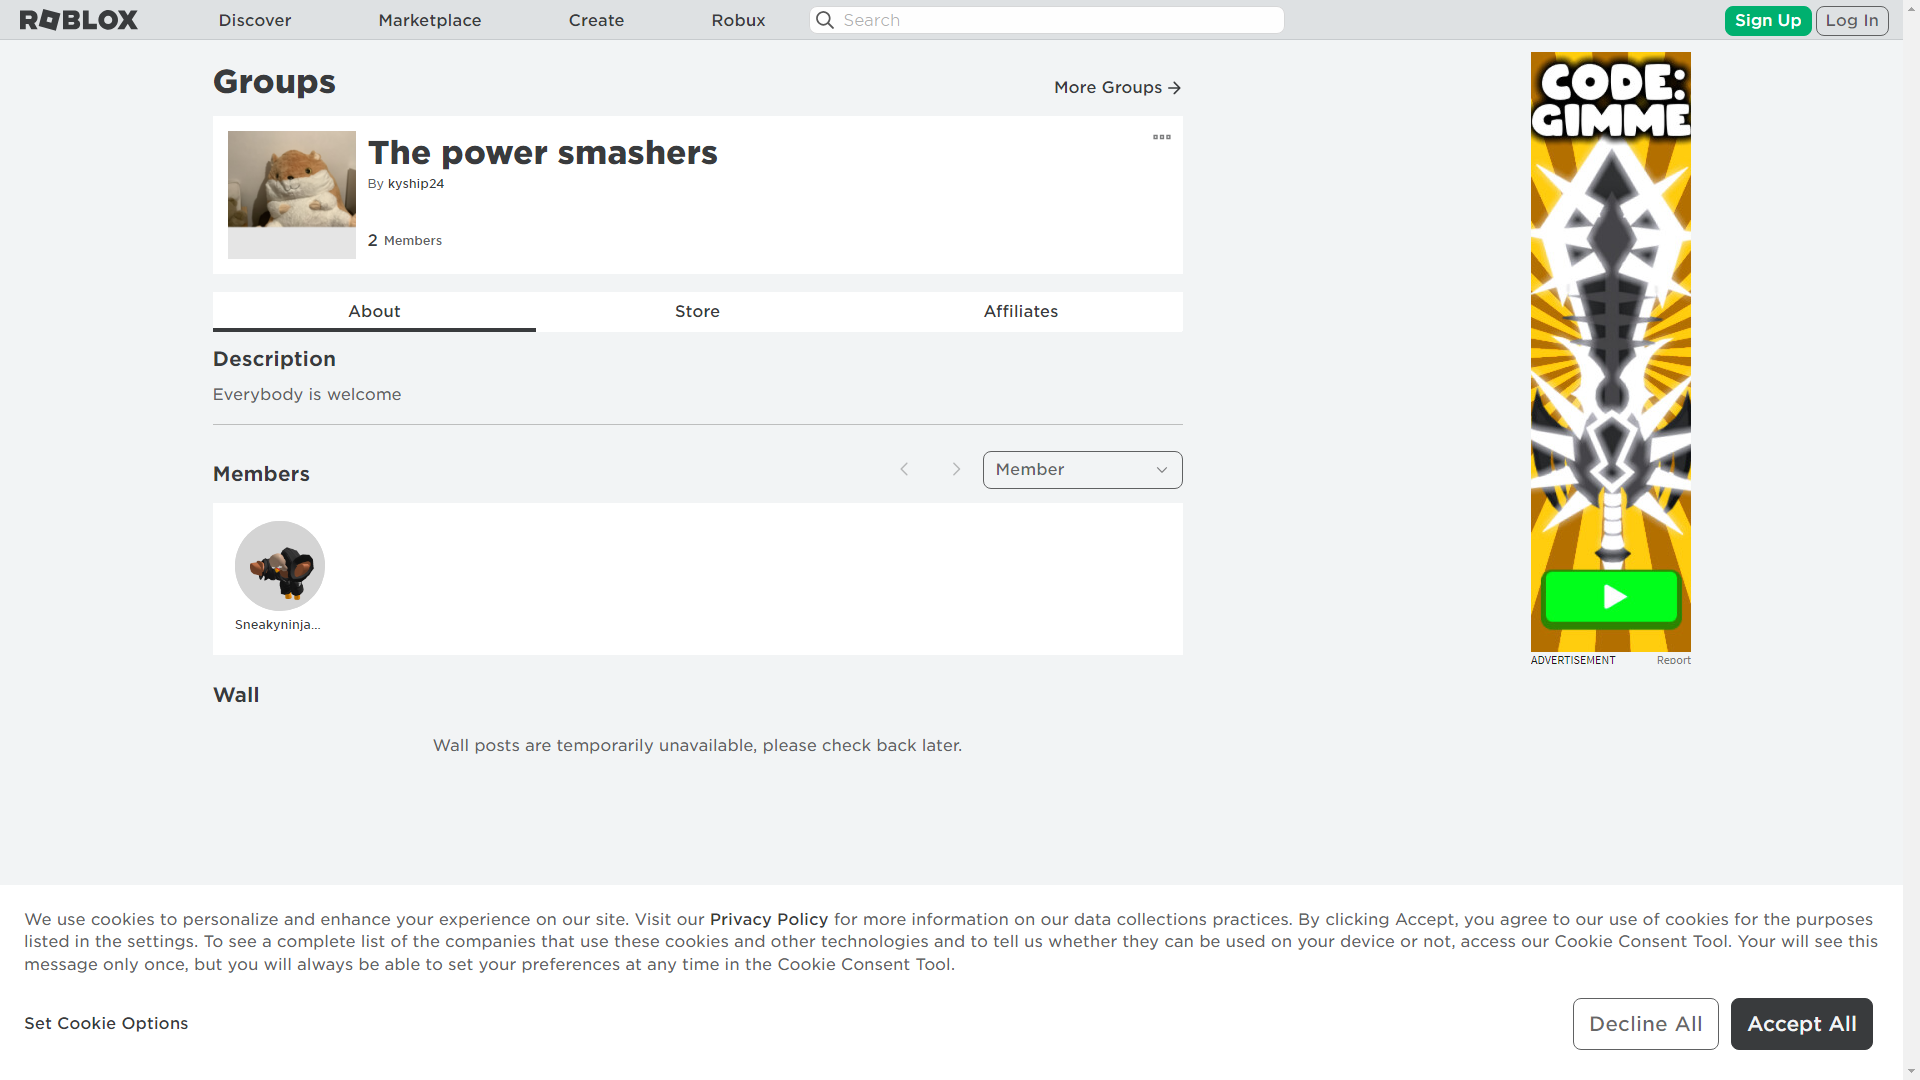 ROBLOX
Discover
Marketplace
Create
Robux
Search
Sign Up
Log In
Groups
More Groups
The power smashers
By kyship24
2 Members
About
Store
Affiliates
Description
Everybody is welcome
Members
Member
Sneakyninja...
Wall
Wall posts are temporarily unavailable, please check back later.
CODE:
GIMME
ADVERTISEMENT
Report
We use cookies to personalize and enhance your experience on our site. Visit our Privacy Policy for more information on our data collections practices. By clicking Accept, you agree to our use of cookies for the purposes
listed in the settings. To see a complete list of the companies that use these cookies and other technologies and to tell us whether they can be used on your device or not, access our Cookie Consent Tool. Your will see this
message only once, but you will always be able to set your preferences at any time in the Cookie Consent Tool.
Set Cookie Options
Decline All
Accept All